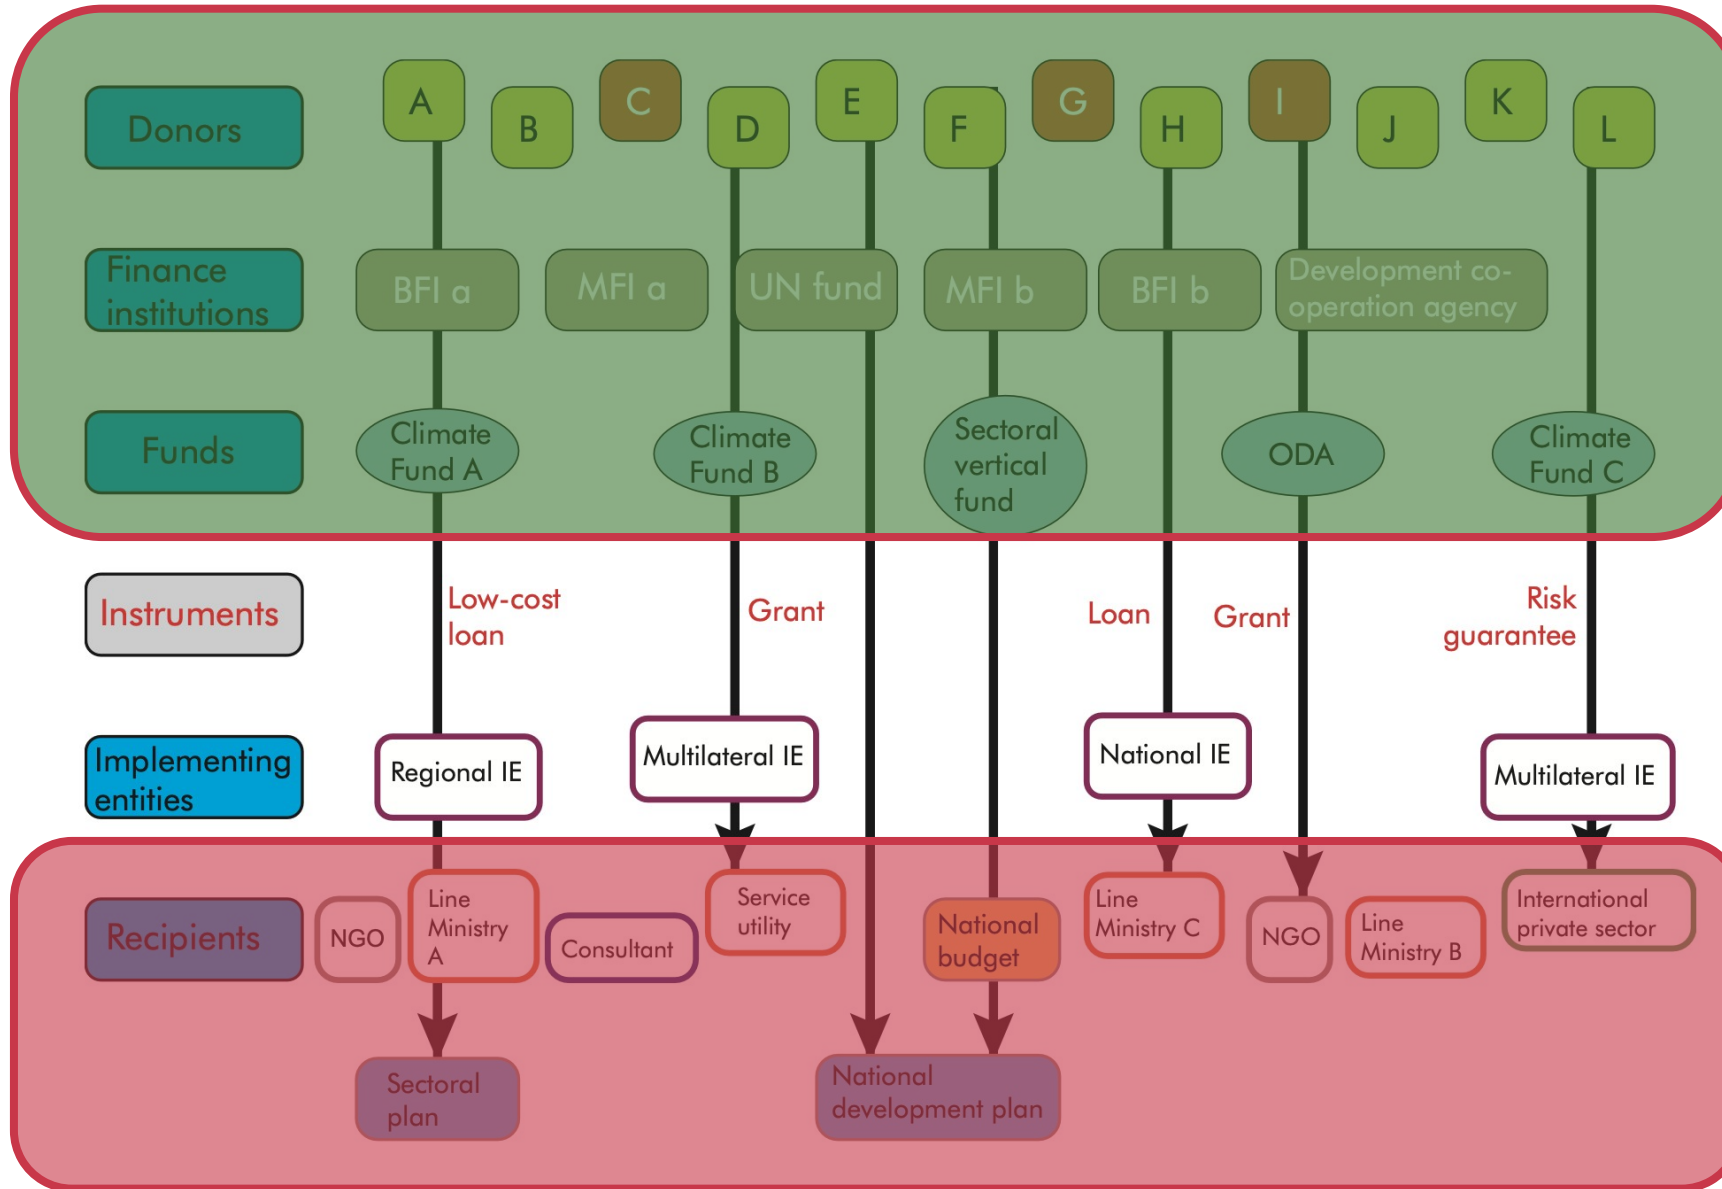 Donors
A
B
C
D
E
F
G
H
I
J
K
L
Finance
institutions
BFI a
MFI a
UN fund
MFI b
BFI b
Development co-
operation agency
Funds
Climate
Fund A
Climate
Fund B
Sectoral
vertical
fund
ODA
Climate
Fund C
Instruments
Low-cost
loan
Grant
Loan
Grant
Risk
guarantee
Implementing
entities
Regional IE
Multilateral IE
National IE
Multilateral IE
Recipients
NGO
Line
Ministry
A
Consultant
Service
utility
National
budget
Line
Ministry C
NGO
Line
Ministry B
International
private sector
Sectoral
plan
National
development plan